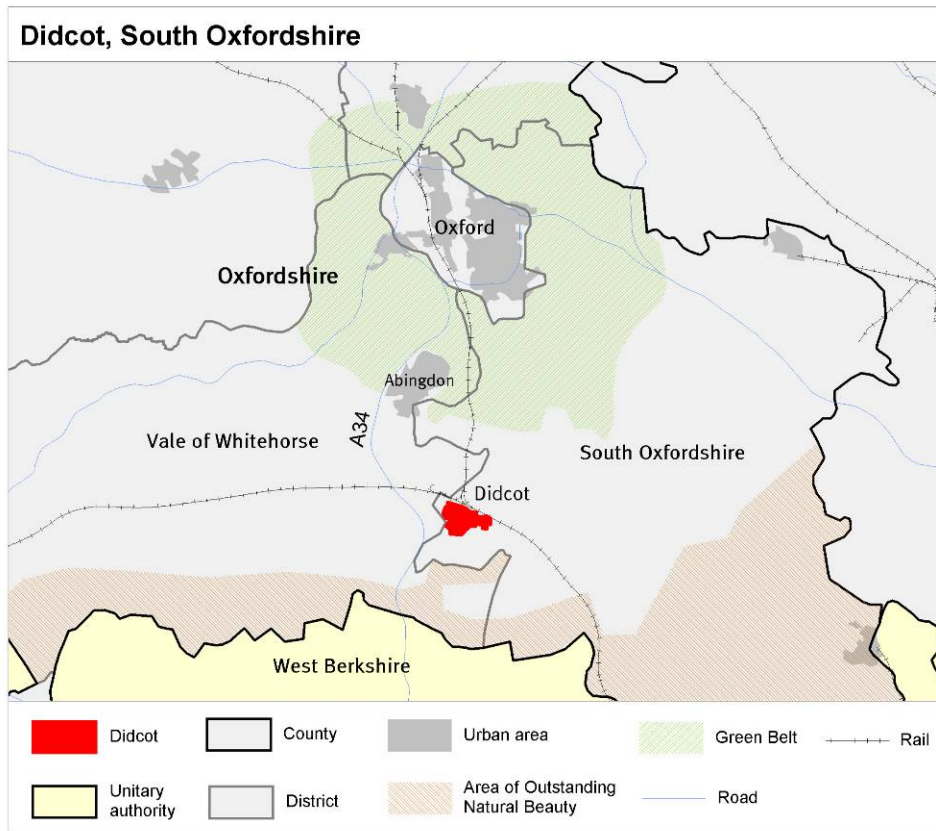 Didcot, South Oxfordshire
Oxford
Oxfordshire
Abingdon
A34
Vale of Whitehorse
South Oxfordshire
Didcot
West Berkshire
Didcot
County
Urban area
Green Belt
Rail
Unitary
authority
District
Area of Outstanding
Natural Beauty
Road